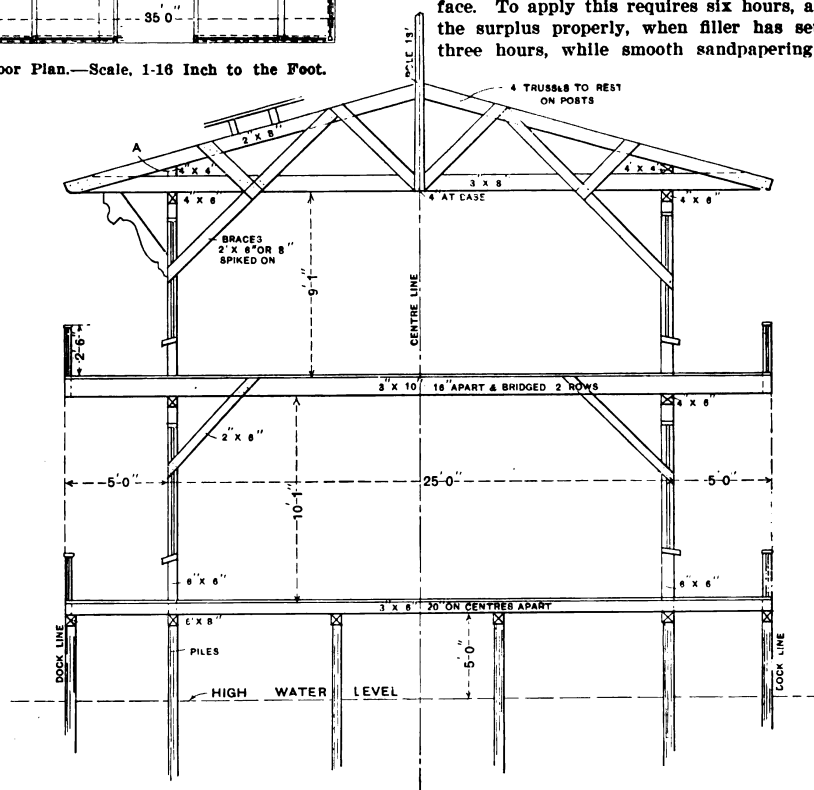 35'0"
oor Plan.—Scale, 1-16 Inch to the Foot.
face. To apply this requires six hours, a
the surplus properly, when filler has se
three hours, while smooth sandpapering
POLE 13'
4 TRUSSES TO REST
ON POSTS
2" X 8"
A
4" X 4"
4" X 6"
3 X 8"
4" AT BASE
4' X 4"
4" X 6"
BRACES
2' X 6" OR 8"
SPIKED ON
9'-1"
CENTRE LINE
2'-6"
3" X 10" 16" APART & BRIDGED 2 ROWS
4" X 6"
2" X 6"
5'-0"
25'-0"
5'-0"
10'-1"
6" X 6"
6" X 6"
3" X 6" 20" ON CENTRES APART
6' X 8"
PILES
5'-0"
DOCK LINE
DOCK LINE
HIGH WATER LEVEL